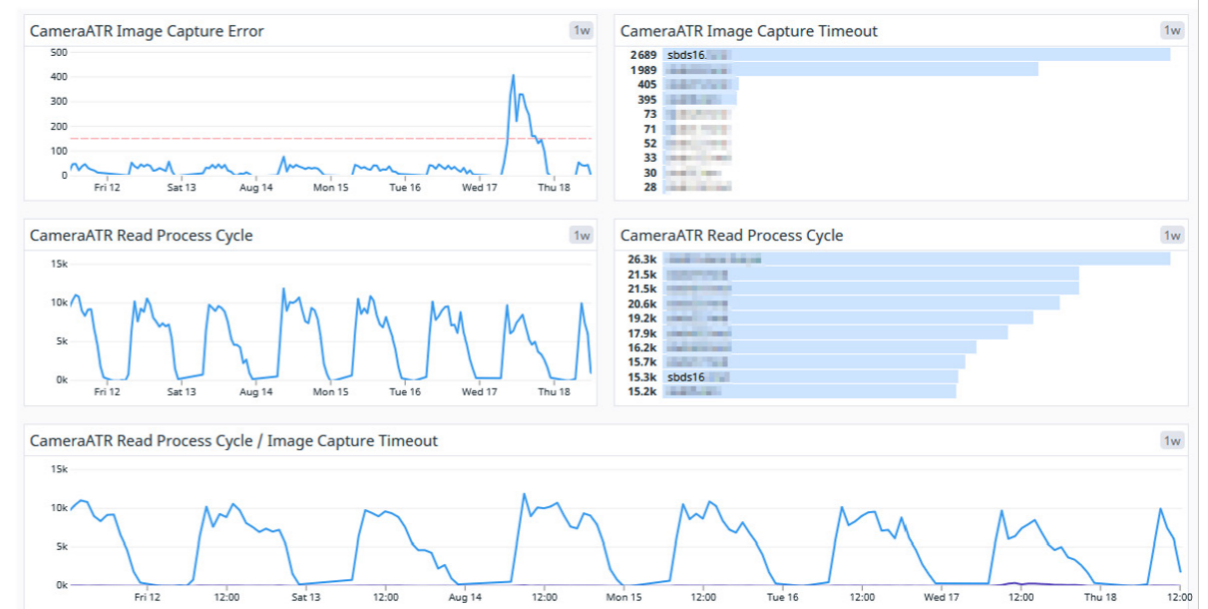 CameraATR Image Capture Error 1w
500
400
300
200
100
0
Fri 12 Sat 13 Aug 14 Mon 15 Tue 16 Wed 17 Thu 18
CameraATR Image Capture Timeout 1w
2689 sbds16.
1989
405
395
73
71
52
33
30
28
CameraATR Read Process Cycle 1w
15k
10k
5k
0k
Fri 12 Sat 13 Aug 14 Mon 15 Tue 16 Wed 17 Thu 18
CameraATR Read Process Cycle 1w
26.3k
21.5k
21.5k
20.6k
19.2k
17.9k
16.2k
15.7k
15.3k sbds16
15.2k
CameraATR Read Process Cycle / Image Capture Timeout 1w
15k
10k
5k
0k
Fri 12 12:00 Sat 13 12:00 Aug 14 12:00 Mon 15 12:00 Tue 16 12:00 Wed 17 12:00 Thu 18 12:00